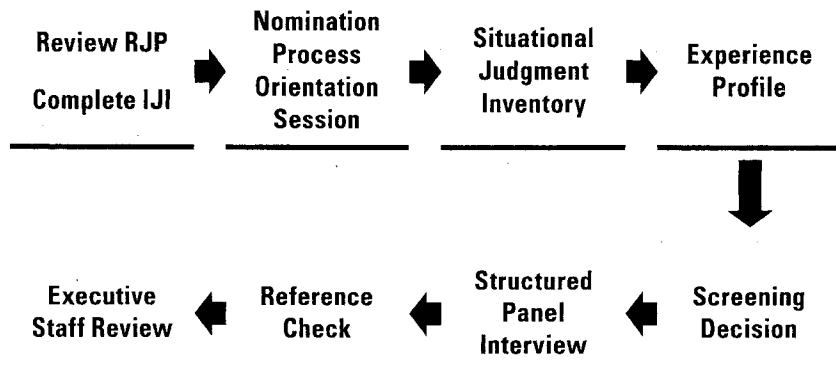 Review RJP
Complete IJI
Nomination
Process
Orientation
Session
Situational
Judgment
Inventory
Experience
Profile
Executive
Staff Review
Reference
Check
Structured
Panel
Interview
Screening
Decision